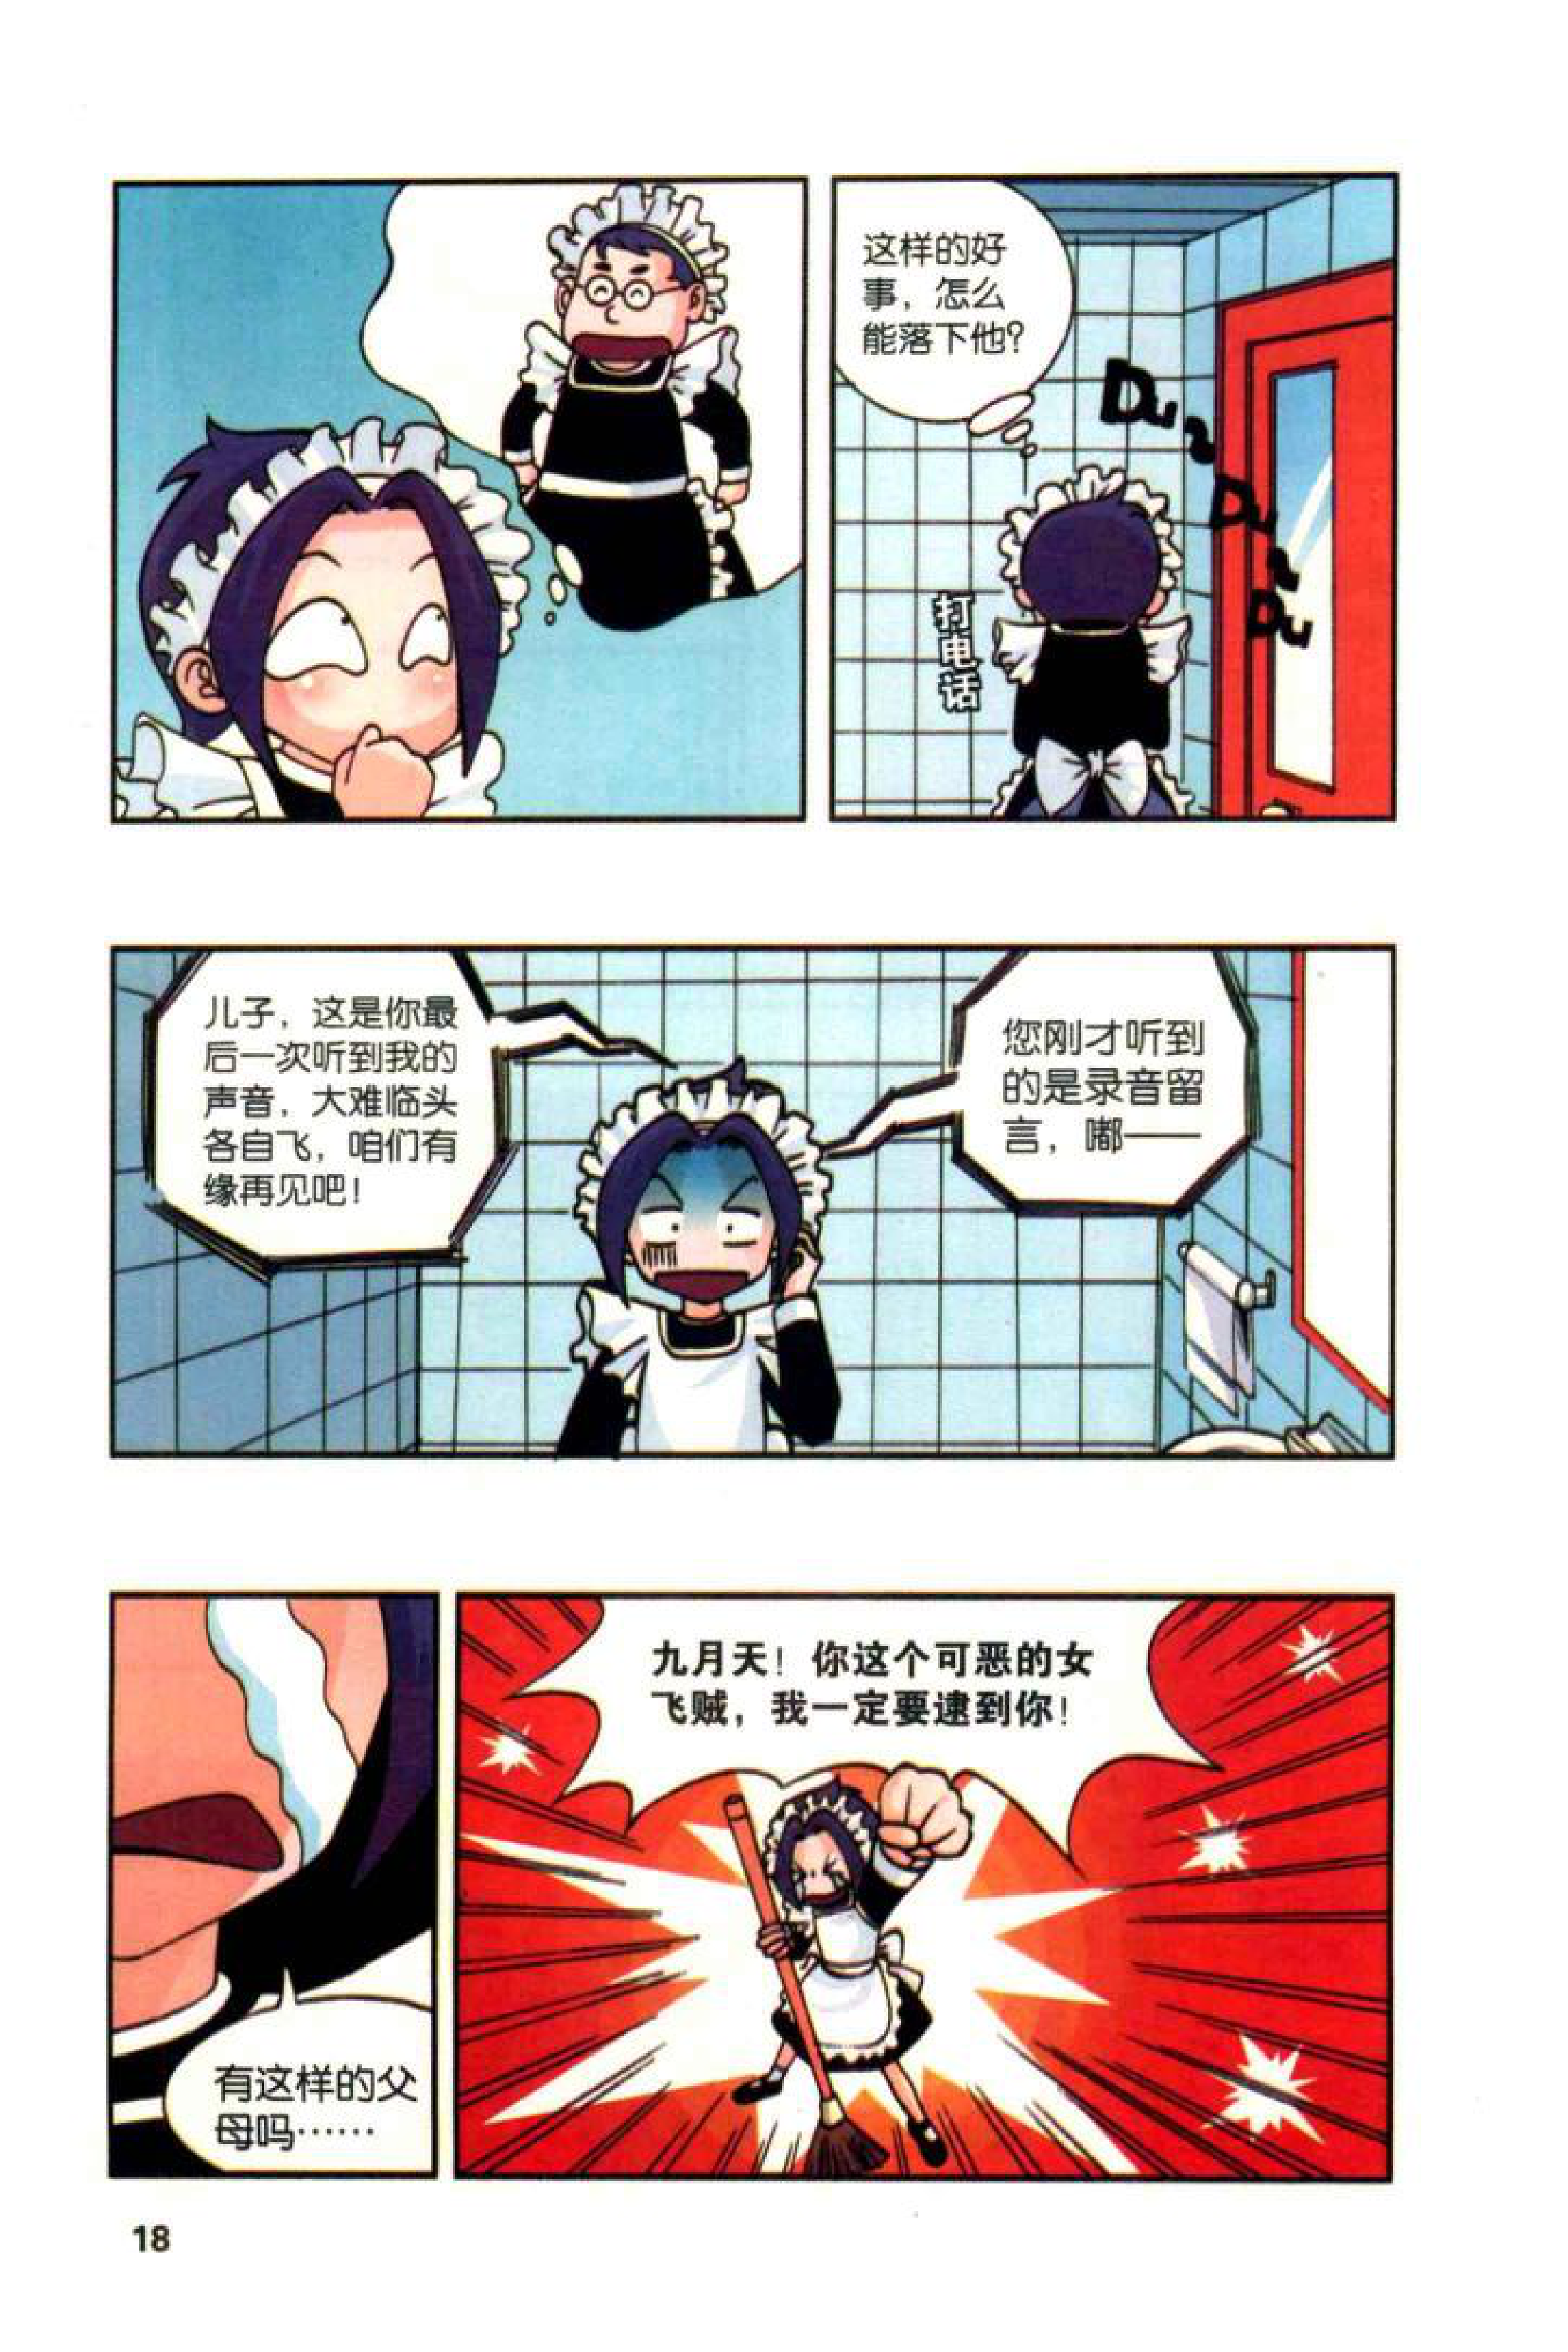 这样的好
事，怎么
能落下他？
Du~
Du~
Du
打电话
儿子，这是你最
后一次听到我的
声音，大难临头
各自飞，咱们有
缘再见吧！
您刚才听到
的是录音留
言，嘟——
有这样的父
母吗……
九月天！你这个可恶的女
飞贼，我一定要逮到你！
18